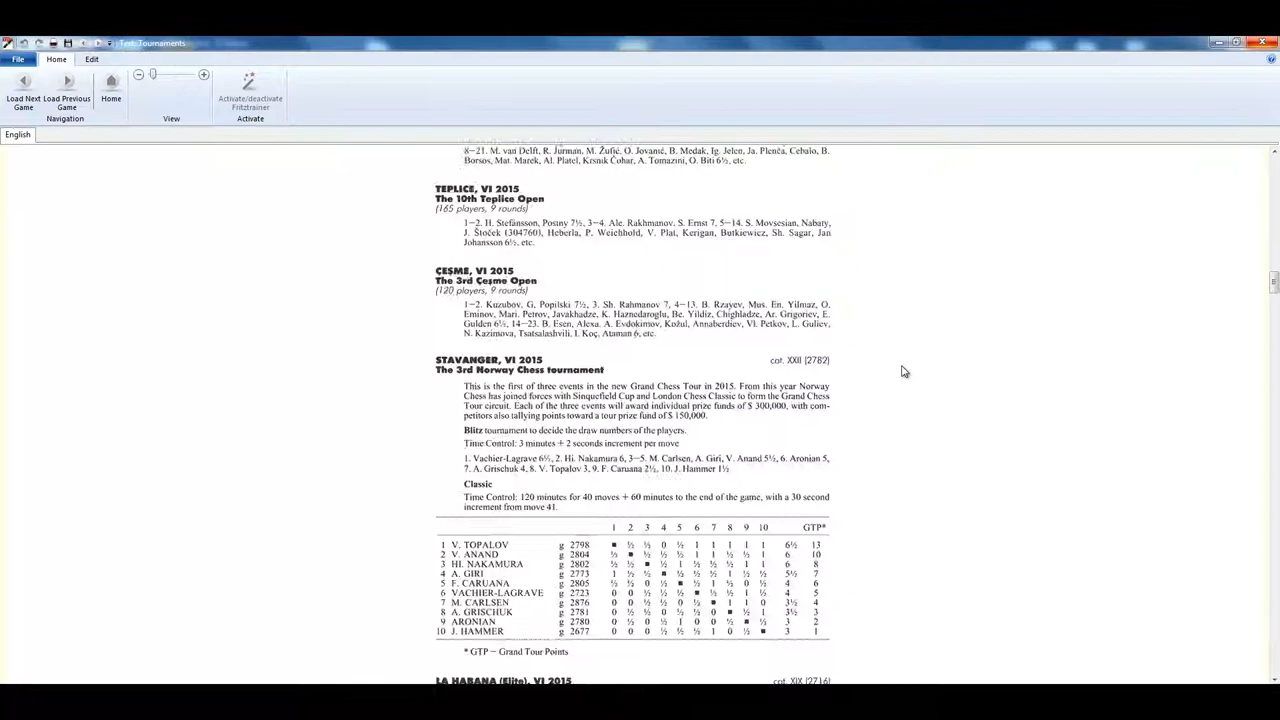 Text: Tournaments
File Home Edit
Load Next Game
Load Previous Game
Home
Activate/deactivate Fritztrainer
Navigation View Activate
English
8–21. M. van Delft, R. Jurman, M. Žufić, O. Jovanić, B. Medak, Ig. Jelen, Ja. Plenča, Cebalo, B.
Borsos, Mat. Marek, Al. Platel, Krsnik Čohar, A. Tomazini, O. Biti 6½, etc.
TEPLICE, VI 2015
The 10th Teplice Open
(165 players, 9 rounds)
1–2. H. Stefánsson, Postny 7½, 3–4. Ale. Rakhmanov, S. Ernst 7, 5–14. S. Movsesian, Nabaty,
J. Štoček (304760), Heberla, P. Weichhold, V. Plat, Kerigan, Butkiewicz, Sh. Sagar, Jan
Johansson 6½, etc.
ÇEŞME, VI 2015
The 3rd Çeşme Open
(120 players, 9 rounds)
1–2. Kuzubov, G. Popilski 7½, 3. Sh. Rahmanov 7, 4–13. B. Rzayev, Mus. En. Yilmaz, O.
Eminov, Mari. Petrov, Javakhadze, K. Haznedaroglu, Be. Yildiz, Chighladze, Ar. Grigoriev, E.
Gulden 6½, 14–23. B. Esen, Alexa. A. Evdokimov, Kožul, Annaberdiev, Vl. Petkov, L. Guliev,
N. Kazimova, Tsatsalashvili, I. Koç, Ataman 6, etc.
STAVANGER, VI 2015 cat. XXII (2782)
The 3rd Norway Chess tournament
This is the first of three events in the new Grand Chess Tour in 2015. From this year Norway
Chess has joined forces with Sinquefield Cup and London Chess Classic to form the Grand Chess
Tour circuit. Each of the three events will award individual prize funds of $ 300,000, with com-
petitors also tallying points toward a tour prize fund of $ 150,000.
Blitz tournament to decide the draw numbers of the players.
Time Control: 3 minutes + 2 seconds increment per move
1. Vachier-Lagrave 6½, 2. Hi. Nakamura 6, 3–5. M. Carlsen, A. Giri, V. Anand 5½, 6. Aronian 5,
7. A. Grischuk 4, 8. V. Topalov 3, 9. F. Caruana 2½, 10. J. Hammer 1½
Classic
Time Control: 120 minutes for 40 moves + 60 minutes to the end of the game, with a 30 second
increment from move 41.
1 2 3 4 5 6 7 8 9 10 GTP*
1 V. TOPALOV g 2798 ■ ½ ½ 0 ½ 1 1 1 1 1 6½ 13
2 V. ANAND g 2804 ½ ■ ½ ½ ½ 1 1 ½ ½ 1 6 10
3 HI. NAKAMURA g 2802 ½ ½ ■ ½ 1 ½ ½ ½ 1 1 6 8
4 A. GIRI g 2773 1 ½ ½ ■ ½ ½ ½ 1 ½ ½ 5½ 7
5 F. CARUANA g 2805 ½ ½ 0 ½ ■ ½ 1 ½ 0 ½ 4 6
6 VACHIER-LAGRAVE g 2723 0 0 ½ ½ ½ ■ ½ ½ 1 ½ 4 5
7 M. CARLSEN g 2876 0 0 ½ ½ 0 ½ ■ 1 1 0 3½ 4
8 A. GRISCHUK g 2781 0 ½ ½ 0 ½ ½ 0 ■ ½ 1 3½ 3
9 ARONIAN g 2780 0 ½ 0 ½ 1 0 0 ½ ■ ½ 3 2
10 J. HAMMER g 2677 0 0 0 ½ ½ ½ 1 0 ½ ■ 3 1
* GTP – Grand Tour Points
LA HABANA (Elite), VI 2015 cat. XIX (2716)